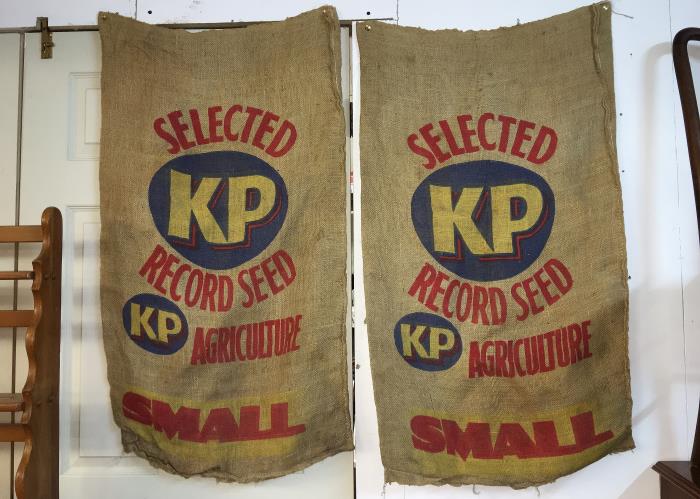 SELECTED
KP
RECORD SEED
KP AGRICULTURE
SMALL
SELECTED
KP
RECORD SEED
KP AGRICULTURE
SMALL